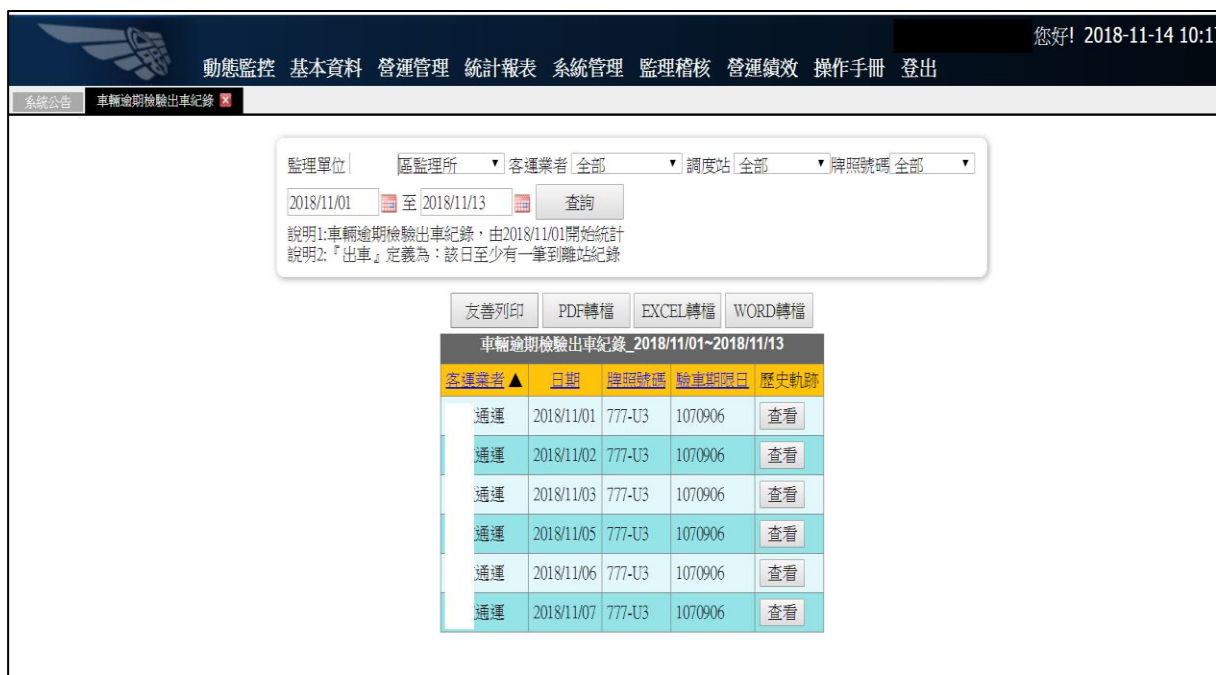 您好! 2018-11-14 10:17
動態監控 基本資料 營運管理 統計報表 系統管理 監理稽核 營運績效 操作手冊 登出
系統公告 車輛逾期檢驗出車紀錄
監理單位 區監理所 客運業者 全部 調度站 全部 牌照號碼 全部
2018/11/01 至 2018/11/13 查詢
說明1:車輛逾期檢驗出車紀錄,由2018/11/01開始統計
說明2:『出車』定義為:該日至少有一筆到離站紀錄
友善列印 PDF轉檔 EXCEL轉檔 WORD轉檔
車輛逾期檢驗出車紀錄_2018/11/01~2018/11/13
客運業者▲ 日期 牌照號碼 驗車期限日 歷史軌跡
通運 2018/11/01 777-U3 1070906 查看
通運 2018/11/02 777-U3 1070906 查看
通運 2018/11/03 777-U3 1070906 查看
通運 2018/11/05 777-U3 1070906 查看
通運 2018/11/06 777-U3 1070906 查看
通運 2018/11/07 777-U3 1070906 查看